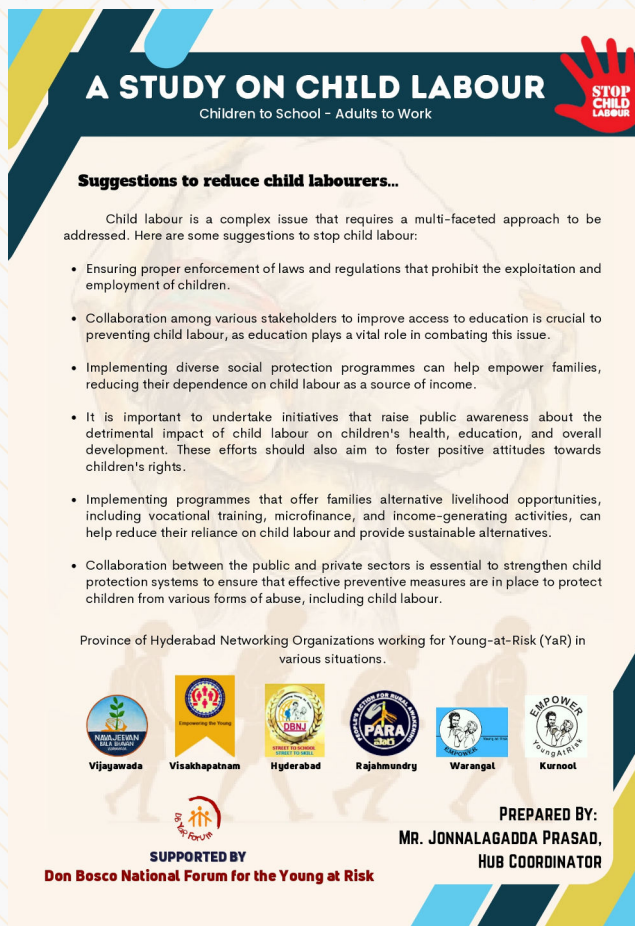 A STUDY ON CHILD LABOUR
Children to School - Adults to Work
STOP
CHILD
LABOUR
Suggestions to reduce child labourers...
Child labour is a complex issue that requires a multi-faceted approach to be
addressed. Here are some suggestions to stop child labour:
• Ensuring proper enforcement of laws and regulations that prohibit the exploitation and
employment of children.
• Collaboration among various stakeholders to improve access to education is crucial to
preventing child labour, as education plays a vital role in combating this issue.
• Implementing diverse social protection programmes can help empower families,
reducing their dependence on child labour as a source of income.
• It is important to undertake initiatives that raise public awareness about the
detrimental impact of child labour on children's health, education, and overall
development. These efforts should also aim to foster positive attitudes towards
children's rights.
• Implementing programmes that offer families alternative livelihood opportunities,
including vocational training, microfinance, and income-generating activities, can
help reduce their reliance on child labour and provide sustainable alternatives.
• Collaboration between the public and private sectors is essential to strengthen child
protection systems to ensure that effective preventive measures are in place to protect
children from various forms of abuse, including child labour.
Province of Hyderabad Networking Organizations working for Young-at-Risk (YaR) in
various situations.
NAVAJEEVAN
BALA BHAVAN
Vijayawada
Empowering the Young
Visakhapatnam
DBNJ
STREET TO SCHOOL
STREET TO SKILL
Hyderabad
PEOPLE'S ACTION FOR RURAL AWAKENING
PARA
పారా
Rajahmundry
EMPOWER
Warangal
EMPOWER
YoungAtRisk
Kurnool
DB YaR Forum
SUPPORTED BY
Don Bosco National Forum for the Young at Risk
PREPARED BY:
MR. JONNALAGADDA PRASAD,
HUB COORDINATOR